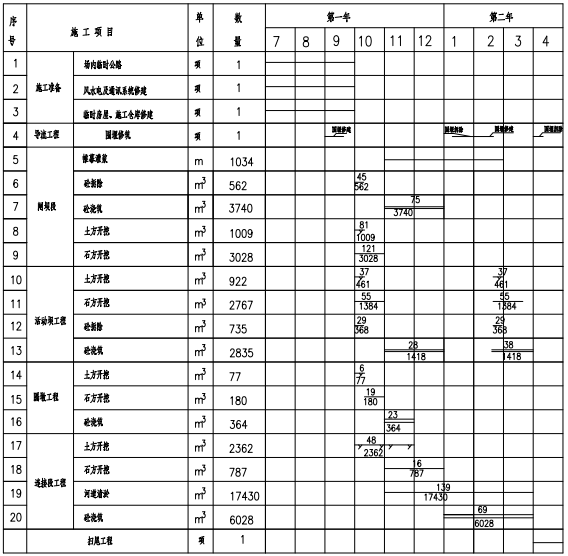 序号 施工项目 单位 数量 第一年 第二年
7 8 9 10 11 12 1 2 3 4
1 施工准备 场内临时公路 项 1
2 风水电及通讯系统修建 项 1
3 临时房屋、施工仓库修建 项 1
4 导流工程 围堰修筑 项 1 围堰修建 围堰拆除 围堰修建 围堰拆除
5 闸坝段 帷幕灌浆 m 1034
6 砼拆除 m³ 562 45 562
7 砼浇筑 m³ 3740 75 3740
8 土方开挖 m³ 1009 81 1009
9 石方开挖 m³ 3028 121 3028
10 活动坝工程 土方开挖 m³ 922 37 461 37 461
11 石方开挖 m³ 2767 55 1384 55 1384
12 砼拆除 m³ 735 29 368 29 368
13 砼浇筑 m³ 2835 28 1418 38 1418
14 圆墩工程 土方开挖 m³ 77 6 77
15 石方开挖 m³ 180 19 180
16 砼浇筑 m³ 364 23 364
17 连接段工程 土方开挖 m³ 2362 48 2362
18 石方开挖 m³ 787 16 787
19 河道清淤 m³ 17430 139 17430
20 砼浇筑 m³ 6028 69 6028
扫尾工程 项 1